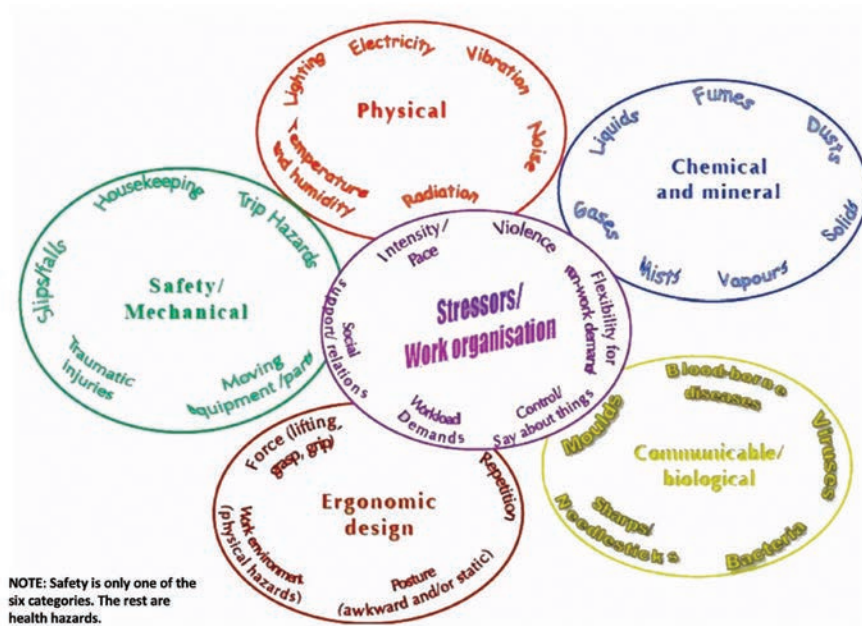 Lighting
Electricity
Vibration
Noise
Physical
Temperature
and humidity
Radiation
Liquids
Fumes
Dusts
Solids
Chemical
and mineral
Gases
Mists
Vapours
Slips/falls
Housekeeping
Trip Hazards
Safety/
Mechanical
Traumatic
injuries
Moving
equipment /parts
Intensity/
Pace
Violence
Flexibility for
non-work demand
Stressors/
Work organisation
Social
support/relations
Workload
Demands
Control/
Say about things
Moulds
Blood-borne
diseases
Viruses
Communicable/
biological
Sharps/
Needlesticks
Bacteria
Force (lifting,
grasp, grip)
Repetition
Ergonomic
design
Work environment
(physical hazards)
Posture
(awkward and/or static)
NOTE: Safety is only one of the
six categories. The rest are
health hazards.